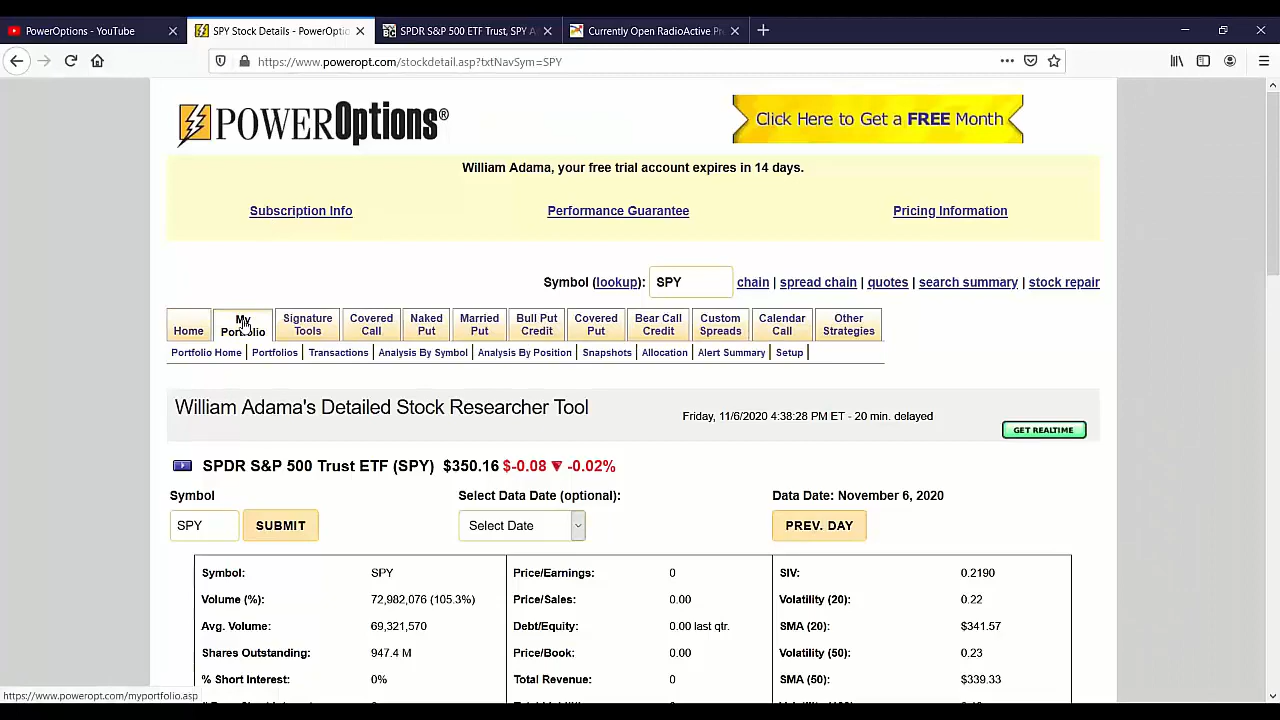 PowerOptions - YouTube
SPY Stock Details - PowerOptio
SPDR S&P 500 ETF Trust, SPY A
Currently Open RadioActive Pr
https://www.poweropt.com/stockdetail.asp?txtNavSym=SPY
POWEROptions®
Click Here to Get a FREE Month
William Adama, your free trial account expires in 14 days.
Subscription Info Performance Guarantee Pricing Information
Symbol (lookup): SPY chain | spread chain | quotes | search summary | stock repair
Home
My Portfolio
Signature Tools
Covered Call
Naked Put
Married Put
Bull Put Credit
Covered Put
Bear Call Credit
Custom Spreads
Calendar Call
Other Strategies
Portfolio Home | Portfolios | Transactions | Analysis By Symbol | Analysis By Position | Snapshots | Allocation | Alert Summary | Setup |
William Adama's Detailed Stock Researcher Tool
Friday, 11/6/2020 4:38:28 PM ET - 20 min. delayed
GET REALTIME
SPDR S&P 500 Trust ETF (SPY) $350.16 $-0.08 ▼ -0.02%
Symbol Select Data Date (optional): Data Date: November 6, 2020
SPY SUBMIT Select Date PREV. DAY
Symbol: SPY Price/Earnings: 0 SIV: 0.2190
Volume (%): 72,982,076 (105.3%) Price/Sales: 0.00 Volatility (20): 0.22
Avg. Volume: 69,321,570 Debt/Equity: 0.00 last qtr. SMA (20): $341.57
Shares Outstanding: 947.4 M Price/Book: 0.00 Volatility (50): 0.23
% Short Interest: 0% Total Revenue: 0 SMA (50): $339.33
https://www.poweropt.com/myportfolio.asp